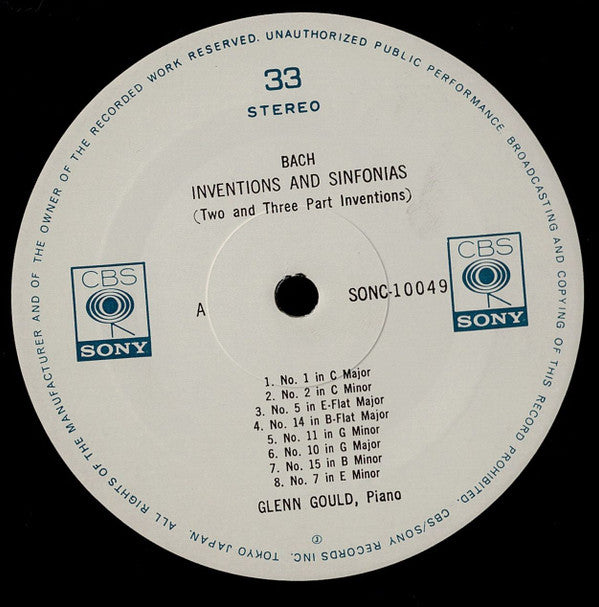 ALL RIGHTS OF THE MANUFACTURER AND OF THE OWNER OF THE RECORDED WORK RESERVED. UNAUTHORIZED PUBLIC PERFORMANCE BROADCASTING AND COPYING OF THIS RECORD PROHIBITED. CBS/SONY RECORDS INC. TOKYO JAPAN.
33
STEREO
BACH
INVENTIONS AND SINFONIAS
(Two and Three Part Inventions)
CBS
SONY
A
SONC-10049
CBS
SONY
1. No. 1 in C Major
2. No. 2 in C Minor
3. No. 5 in E-Flat Major
4. No. 14 in B-Flat Major
5. No. 11 in G Minor
6. No. 10 in G Major
7. No. 15 in B Minor
8. No. 7 in E Minor
GLENN GOULD, Piano